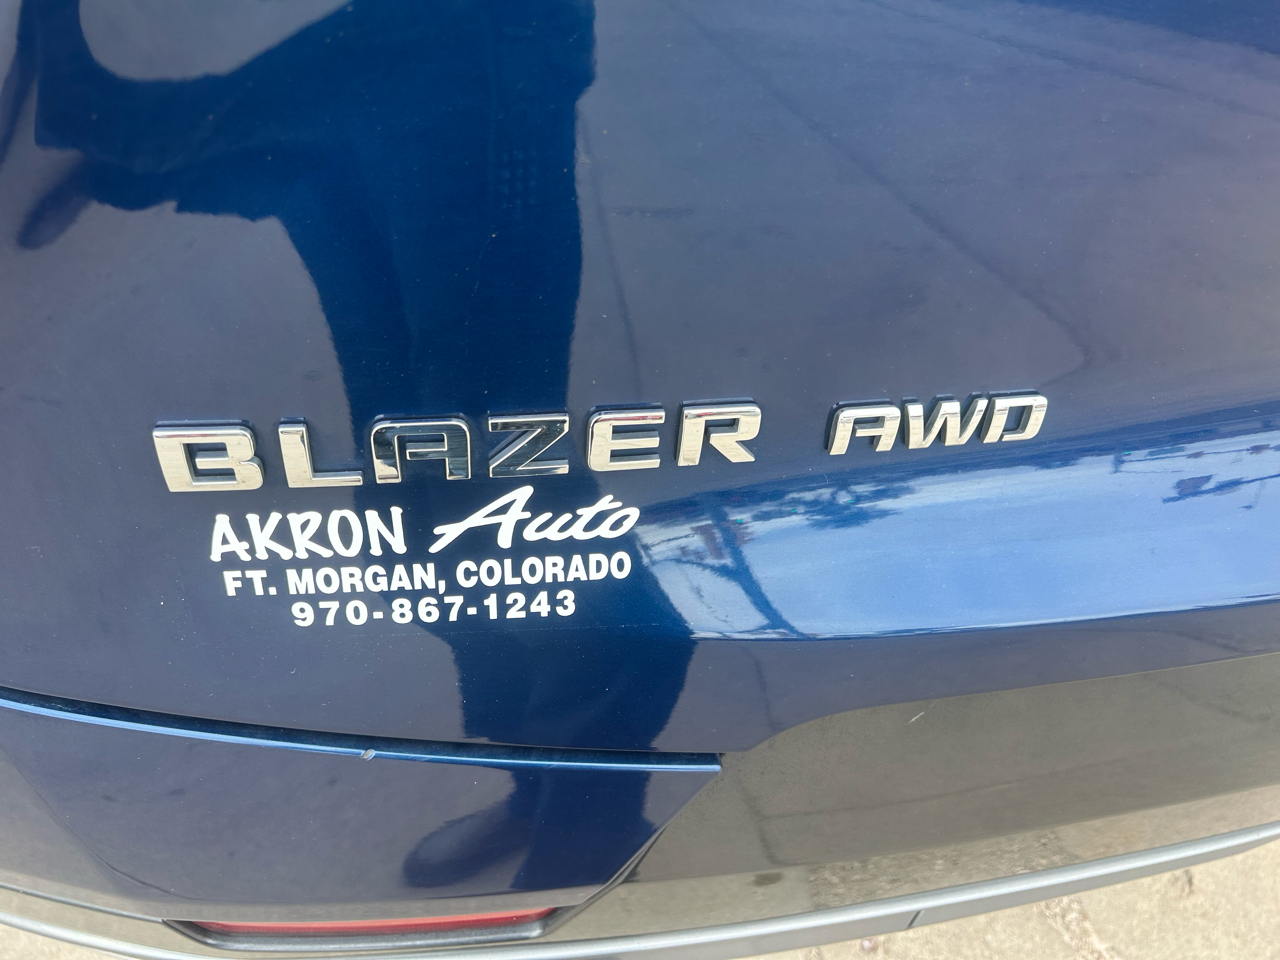 BLAZER AWD
AKRON Auto
FT. MORGAN, COLORADO
970-867-1243